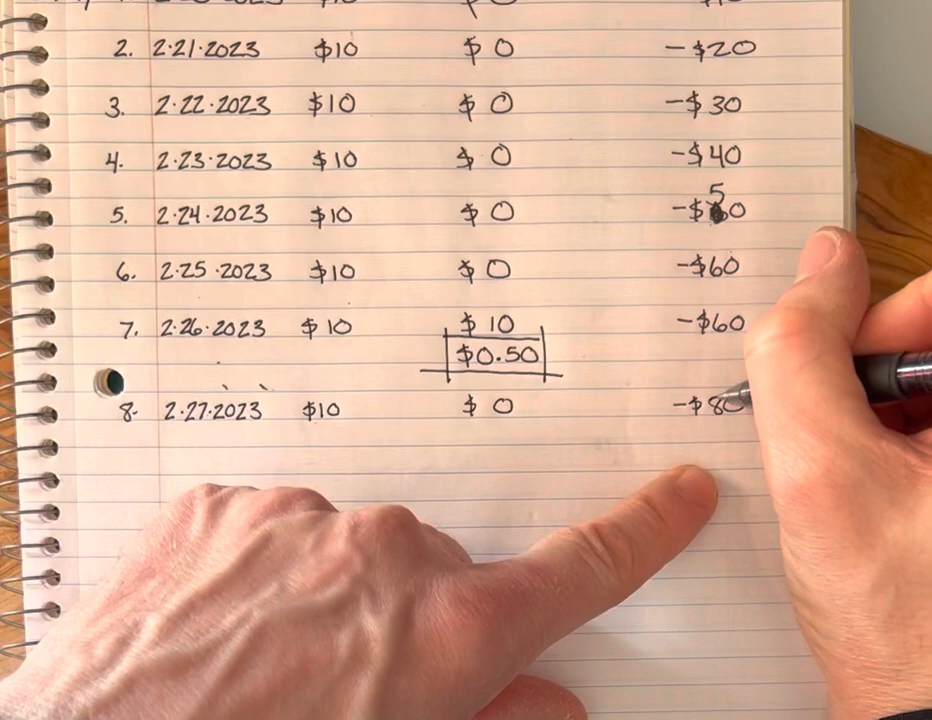 2. 2·21·2023 $10 $0 -$20
3. 2·22·2023 $10 $0 -$30
4. 2·23·2023 $10 $0 -$40
5. 2·24·2023 $10 $0 -$50
6. 2·25·2023 $10 $0 -$60
7. 2·26·2023 $10 $10 -$60
$0.50
8. 2·27·2023 $10 $0 -$80